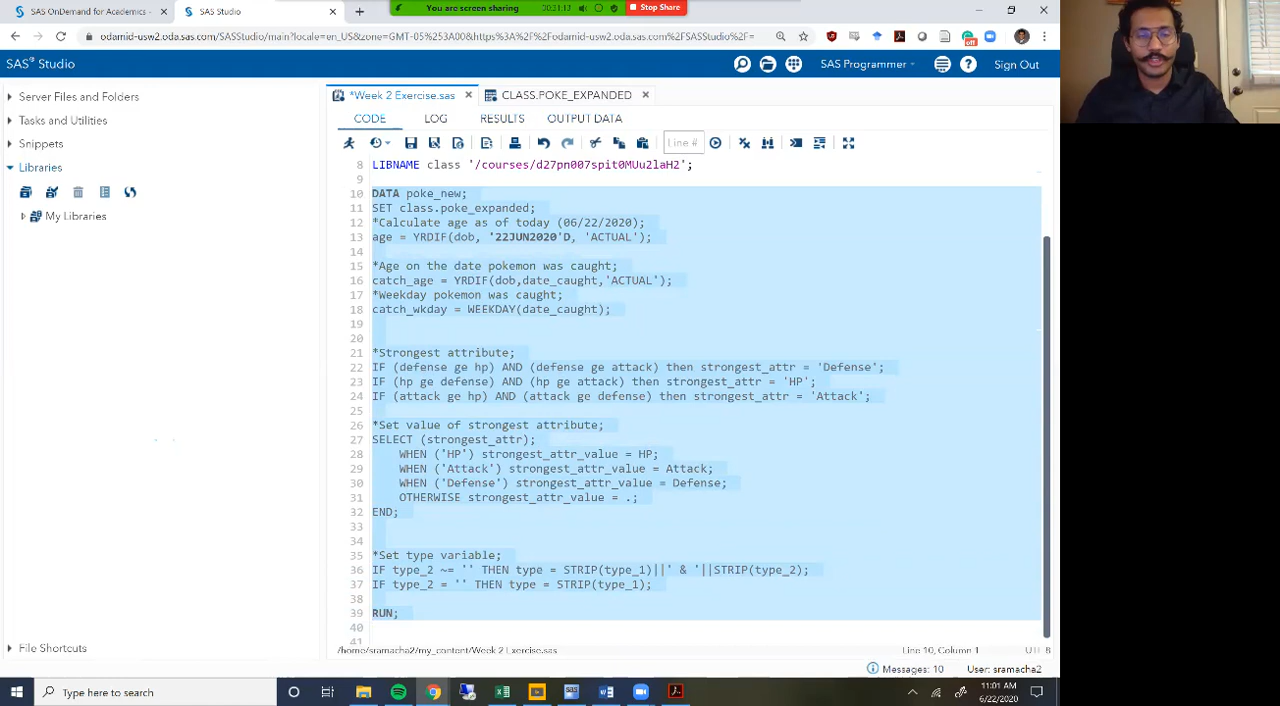 SAS OnDemand for Academics -
SAS Studio
You are screen sharing
Stop Share
odamid-usw2.oda.sas.com/SASStudio/main?locale=en_US&zone=GMT-05%253A00&https%3A%2F%2Fodamid-usw2.oda.sas.com%2FSASStudio%2F=
off
SAS® Studio
SAS Programmer
Sign Out
Server Files and Folders
Tasks and Utilities
Snippets
Libraries
My Libraries
File Shortcuts
*Week 2 Exercise.sas
CLASS.POKE_EXPANDED
CODE LOG RESULTS OUTPUT DATA
Line #
8 LIBNAME class '/courses/d27pn007spit0MUu2laH2';
9
10 DATA poke_new;
11 SET class.poke_expanded;
12 *Calculate age as of today (06/22/2020);
13 age = YRDIF(dob, '22JUN2020'D, 'ACTUAL');
14
15 *Age on the date pokemon was caught;
16 catch_age = YRDIF(dob,date_caught,'ACTUAL');
17 *Weekday pokemon was caught;
18 catch_wkday = WEEKDAY(date_caught);
19
20
21 *Strongest attribute;
22 IF (defense ge hp) AND (defense ge attack) then strongest_attr = 'Defense';
23 IF (hp ge defense) AND (hp ge attack) then strongest_attr = 'HP';
24 IF (attack ge hp) AND (attack ge defense) then strongest_attr = 'Attack';
25
26 *Set value of strongest attribute;
27 SELECT (strongest_attr);
28 WHEN ('HP') strongest_attr_value = HP;
29 WHEN ('Attack') strongest_attr_value = Attack;
30 WHEN ('Defense') strongest_attr_value = Defense;
31 OTHERWISE strongest_attr_value = .;
32 END;
33
34
35 *Set type variable;
36 IF type_2 ~= '' THEN type = STRIP(type_1)||' & '||STRIP(type_2);
37 IF type_2 = '' THEN type = STRIP(type_1);
38
39 RUN;
40
41
/home/sramacha2/my_content/Week 2 Exercise.sas
Line 10, Column 1
Messages: 10
User: sramacha2
Type here to search
11:01 AM
6/22/2020